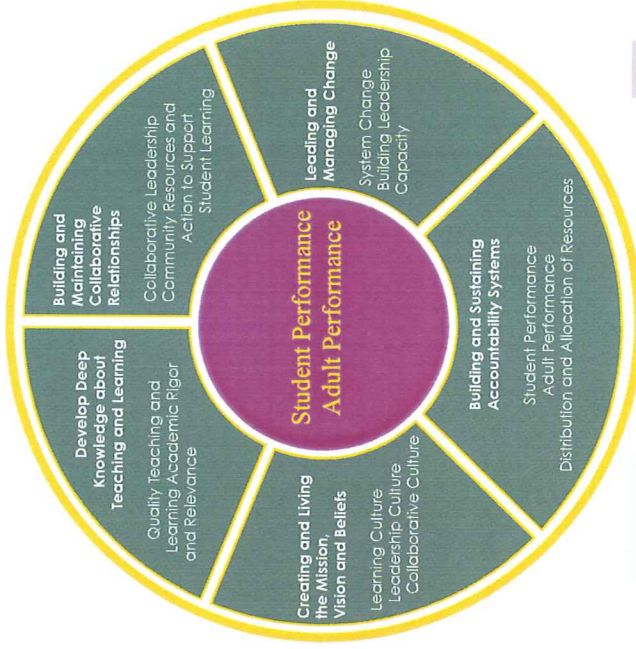 Student Performance
Adult Performance
Develop Deep
Knowledge about
Teaching and Learning
Quality Teaching and
Learning Academic Rigor
and Relevance
Building and
Maintaining
Collaborative
Relationships
Collaborative Leadership
Community Resources and
Action to Support
Student Learning
Leading and
Managing Change
System Change
Building Leadership
Capacity
Building and Sustaining
Accountability Systems
Student Performance
Adult Performance
Distribution and Allocation of Resources
Creating and Living
the Mission,
Vision and Beliefs
Learning Culture
Leadership Culture
Collaborative Culture